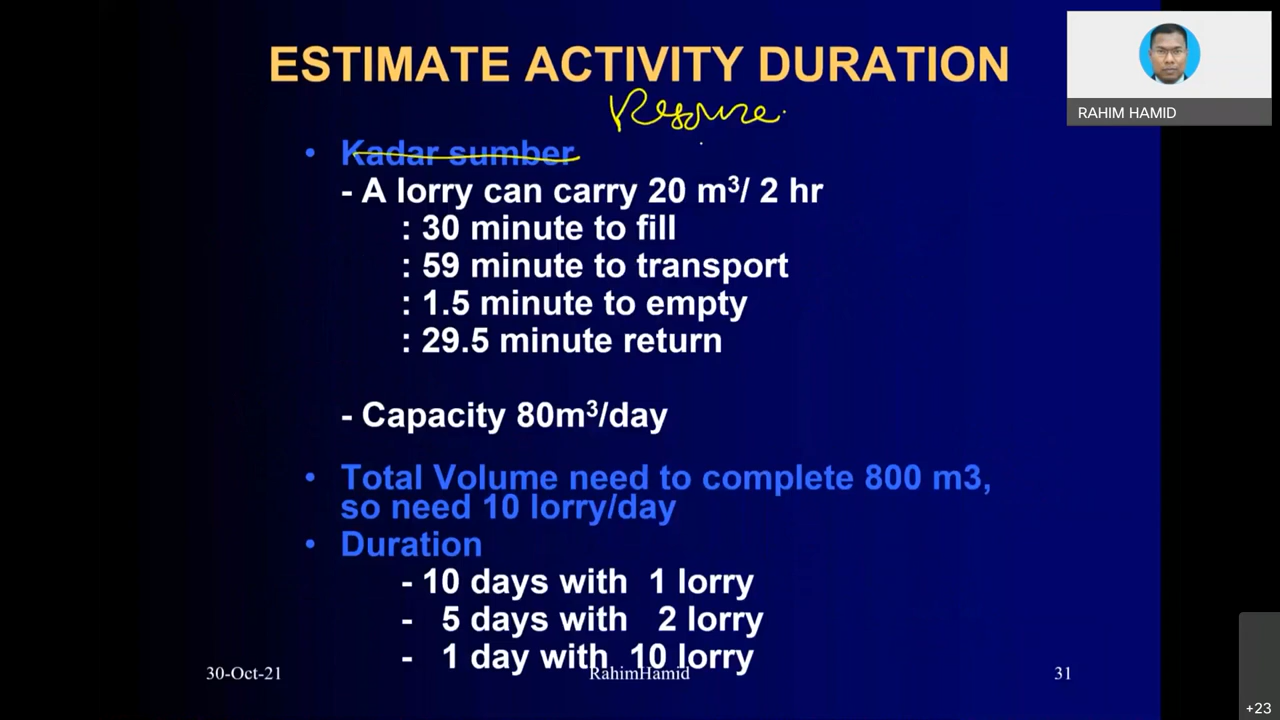 ESTIMATE ACTIVITY DURATION
RAHIM HAMID
• Kadar sumber
- A lorry can carry 20 m³/ 2 hr
: 30 minute to fill
: 59 minute to transport
: 1.5 minute to empty
: 29.5 minute return
- Capacity 80m³/day
• Total Volume need to complete 800 m3,
so need 10 lorry/day
• Duration
- 10 days with 1 lorry
- 5 days with 2 lorry
- 1 day with 10 lorry
30-Oct-21
RahimHamid
31
+23